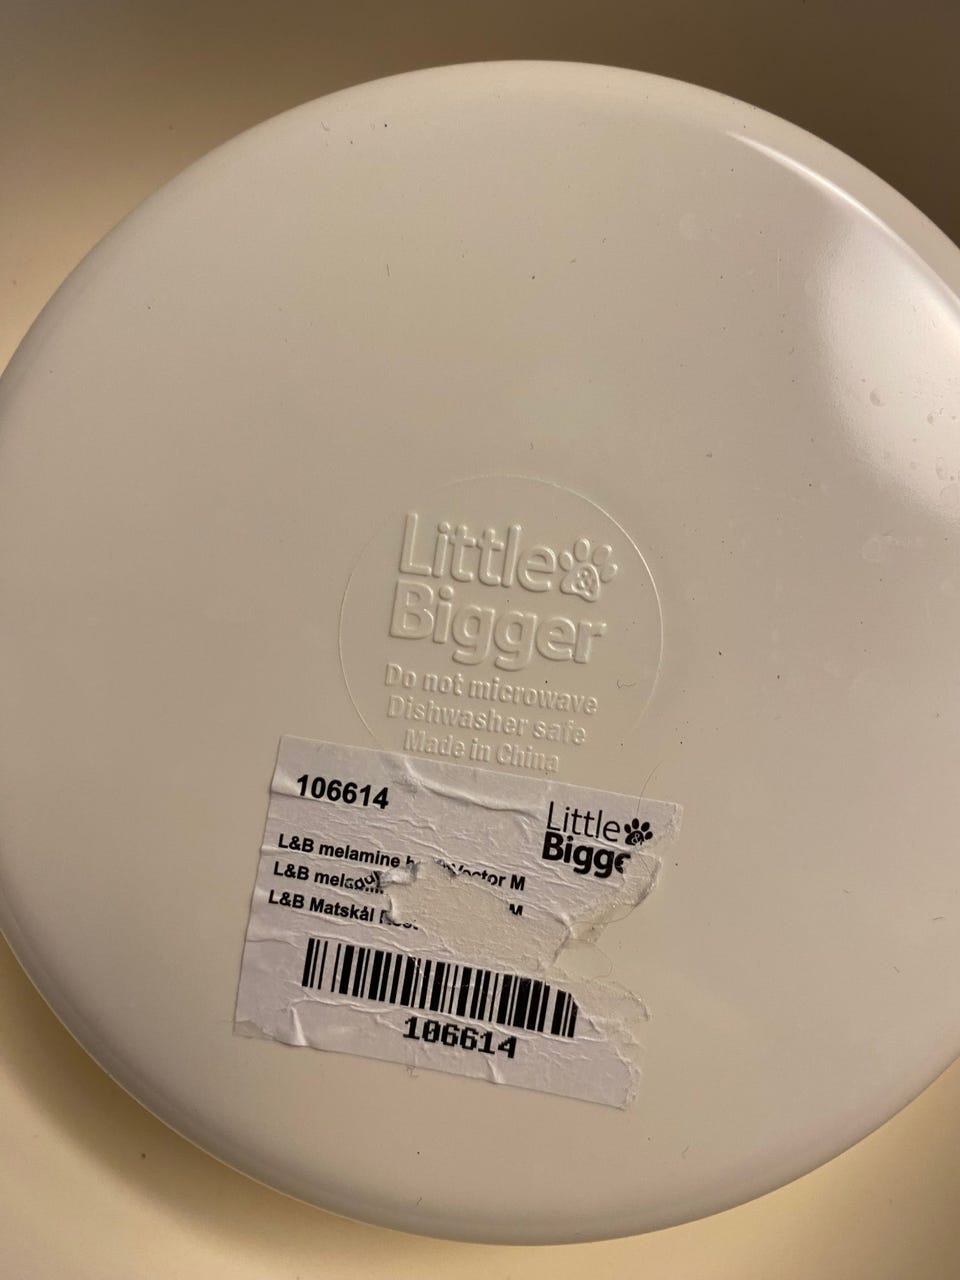 Little &
Bigger
Do not microwave
Dishwasher safe
Made in China
106614
Little &
Bigge
L&B melamine Vector M
L&B M
L&B Matskål
106614